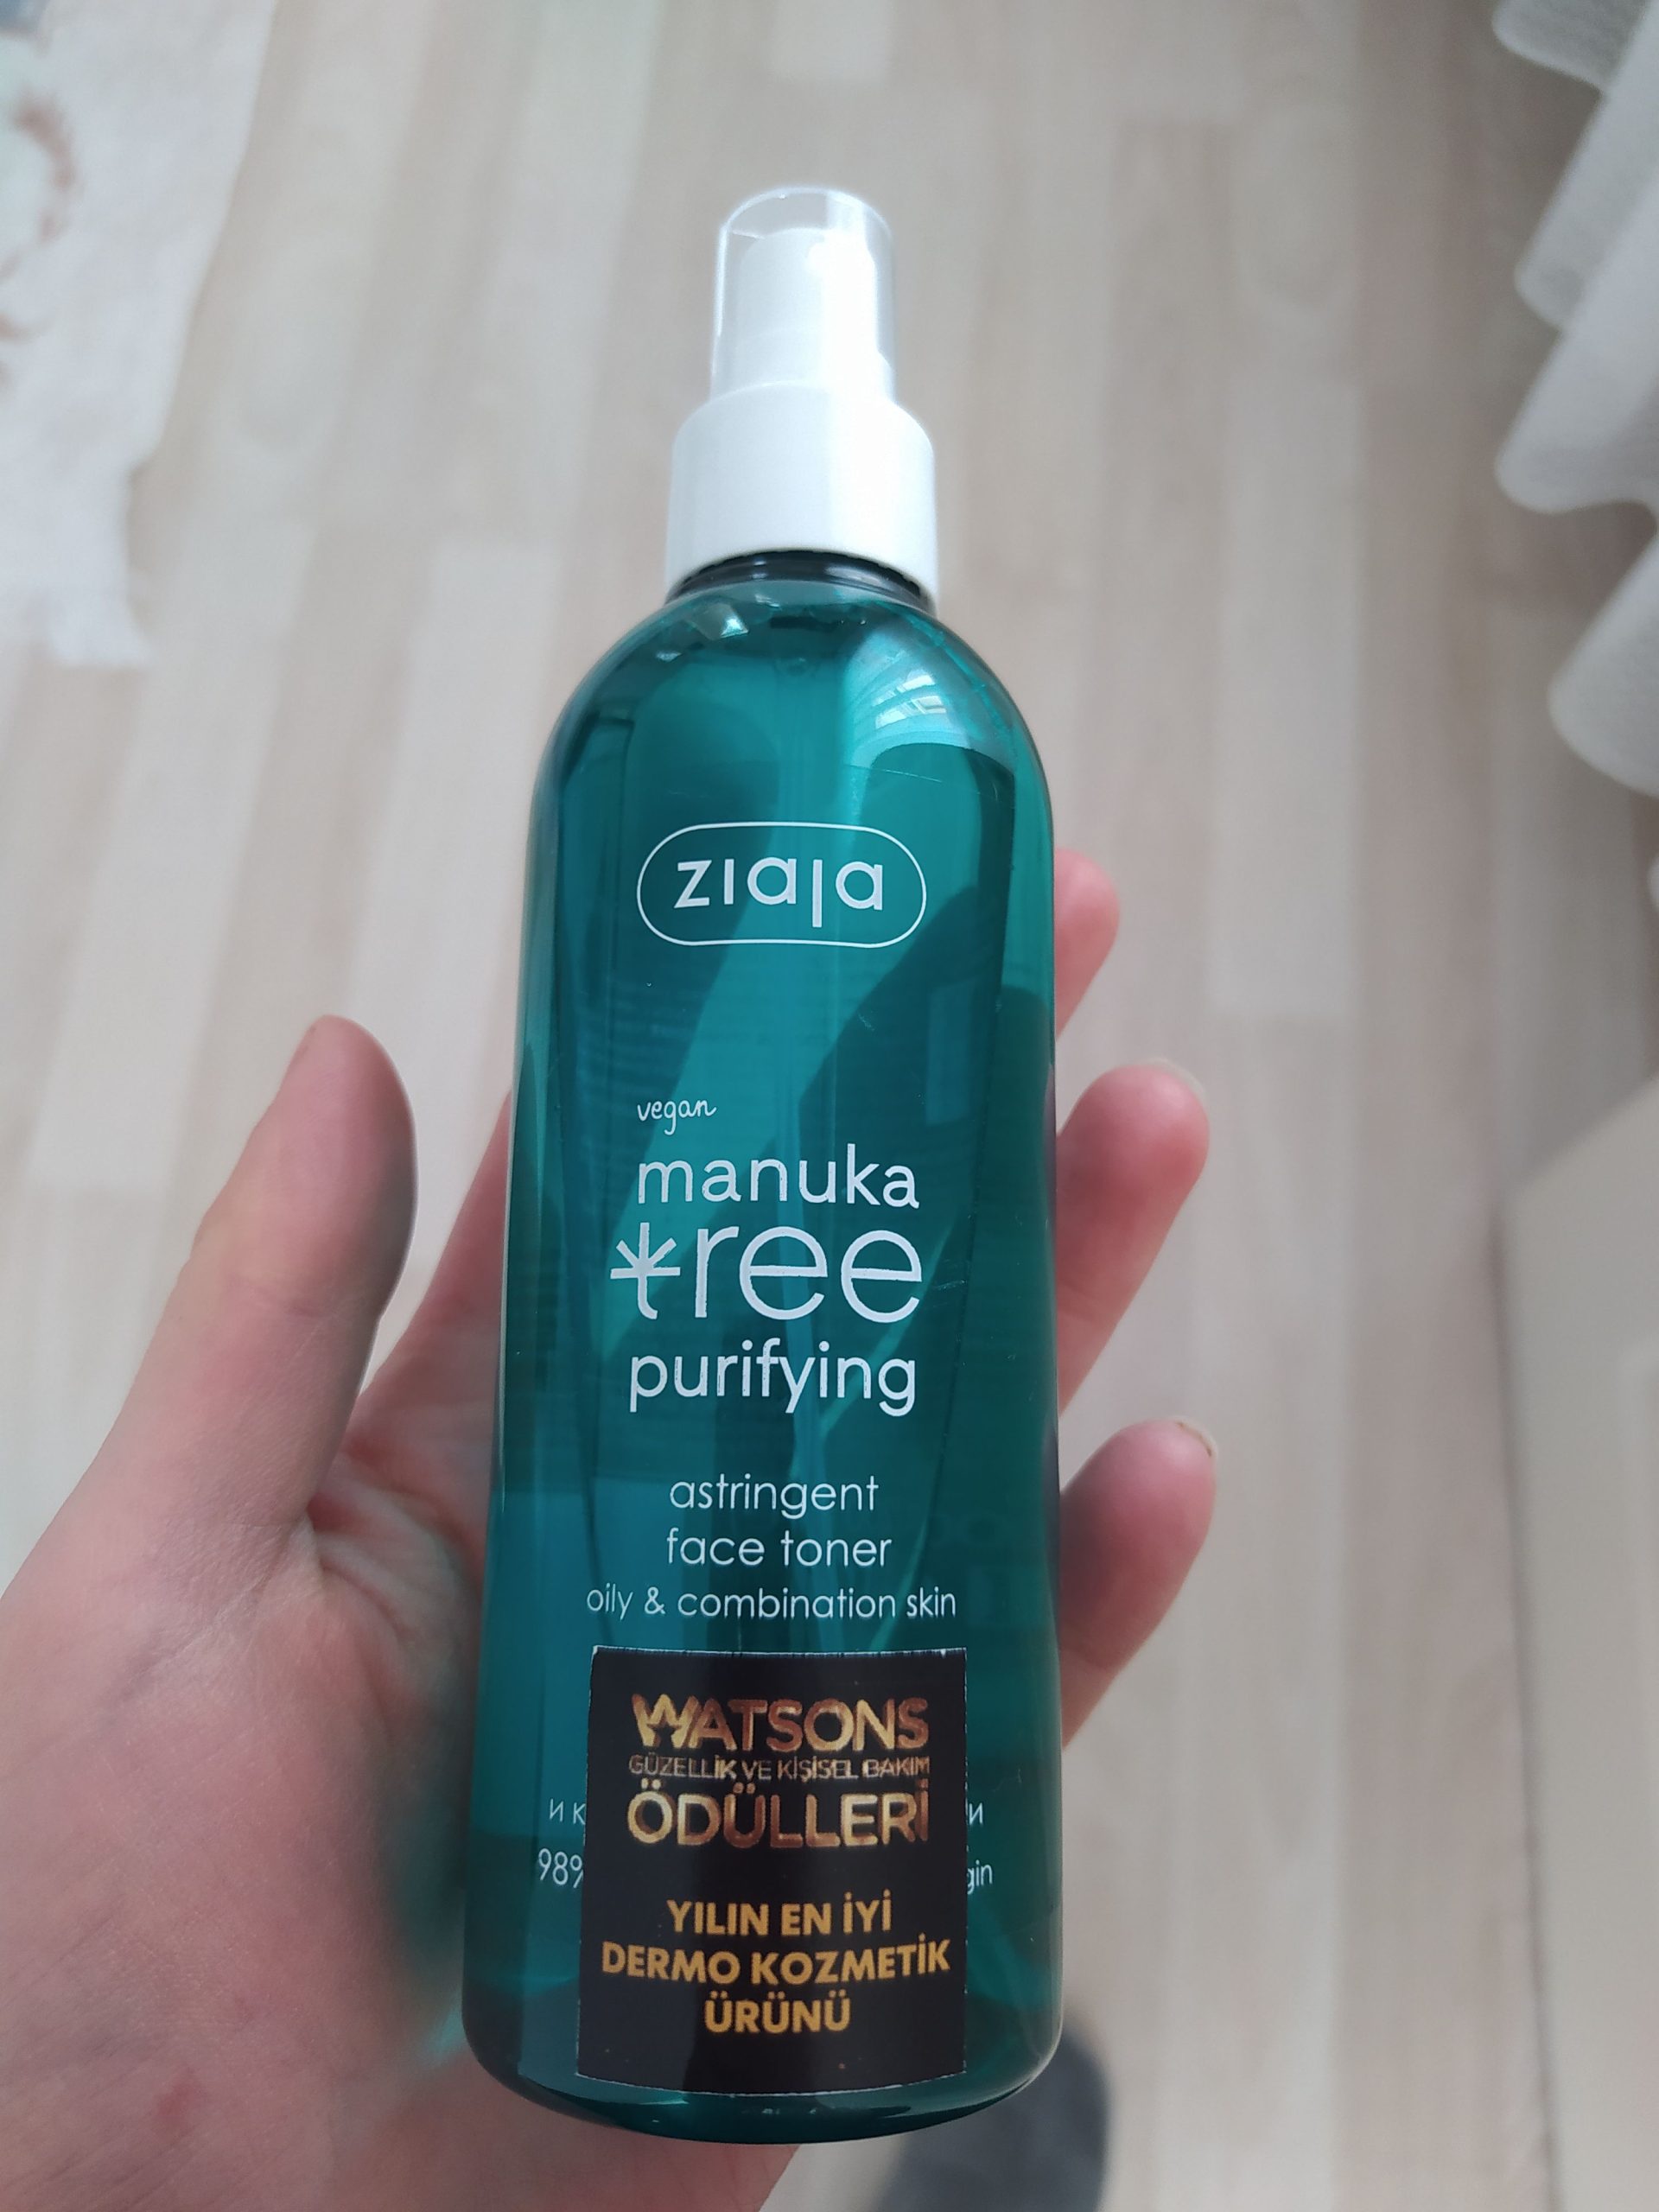 ziaja
vegan
manuka
tree
purifying
astringent
face toner
oily & combination skin
WATSONS
GÜZELLİK VE KİŞİSEL BAKIM
ÖDÜLLERİ
98%
YILIN EN İYİ
DERMO KOZMETİK
ÜRÜNÜ